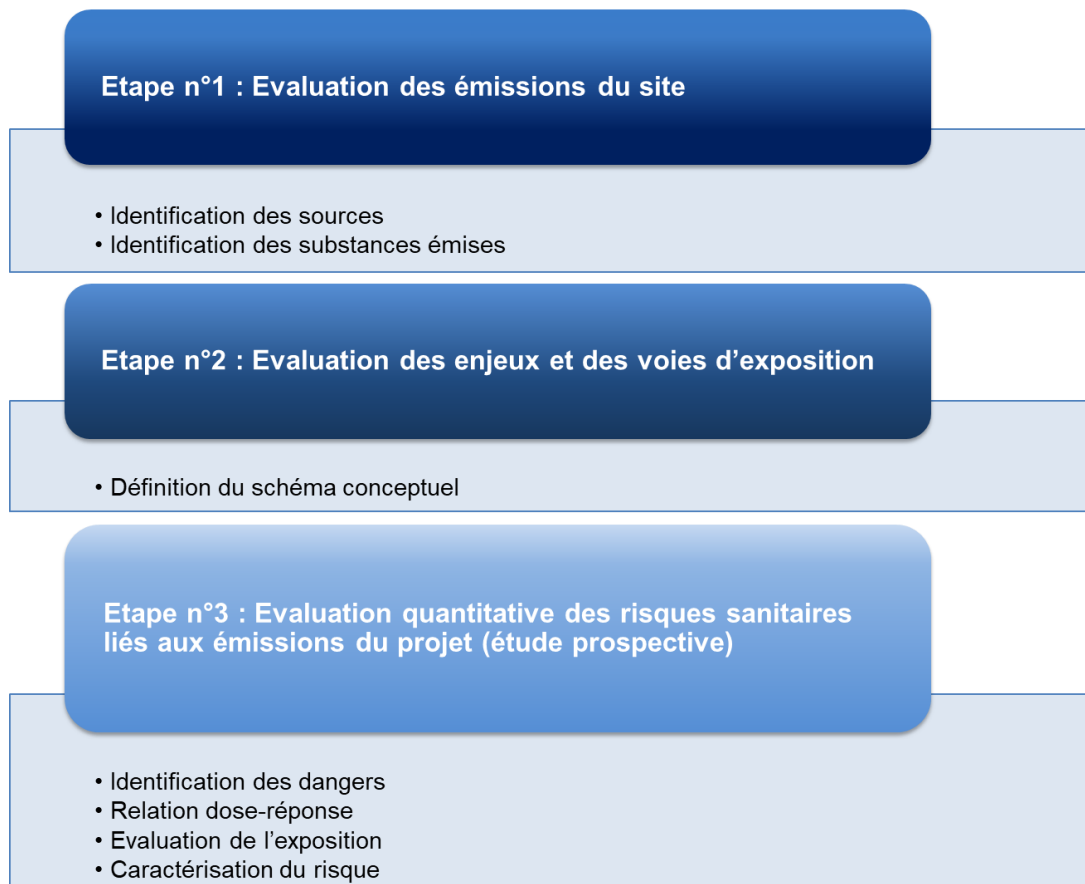 Etape n°1 : Evaluation des émissions du site
• Identification des sources
• Identification des substances émises
Etape n°2 : Evaluation des enjeux et des voies d’exposition
• Définition du schéma conceptuel
Etape n°3 : Evaluation quantitative des risques sanitaires
liés aux émissions du projet (étude prospective)
• Identification des dangers
• Relation dose-réponse
• Evaluation de l’exposition
• Caractérisation du risque